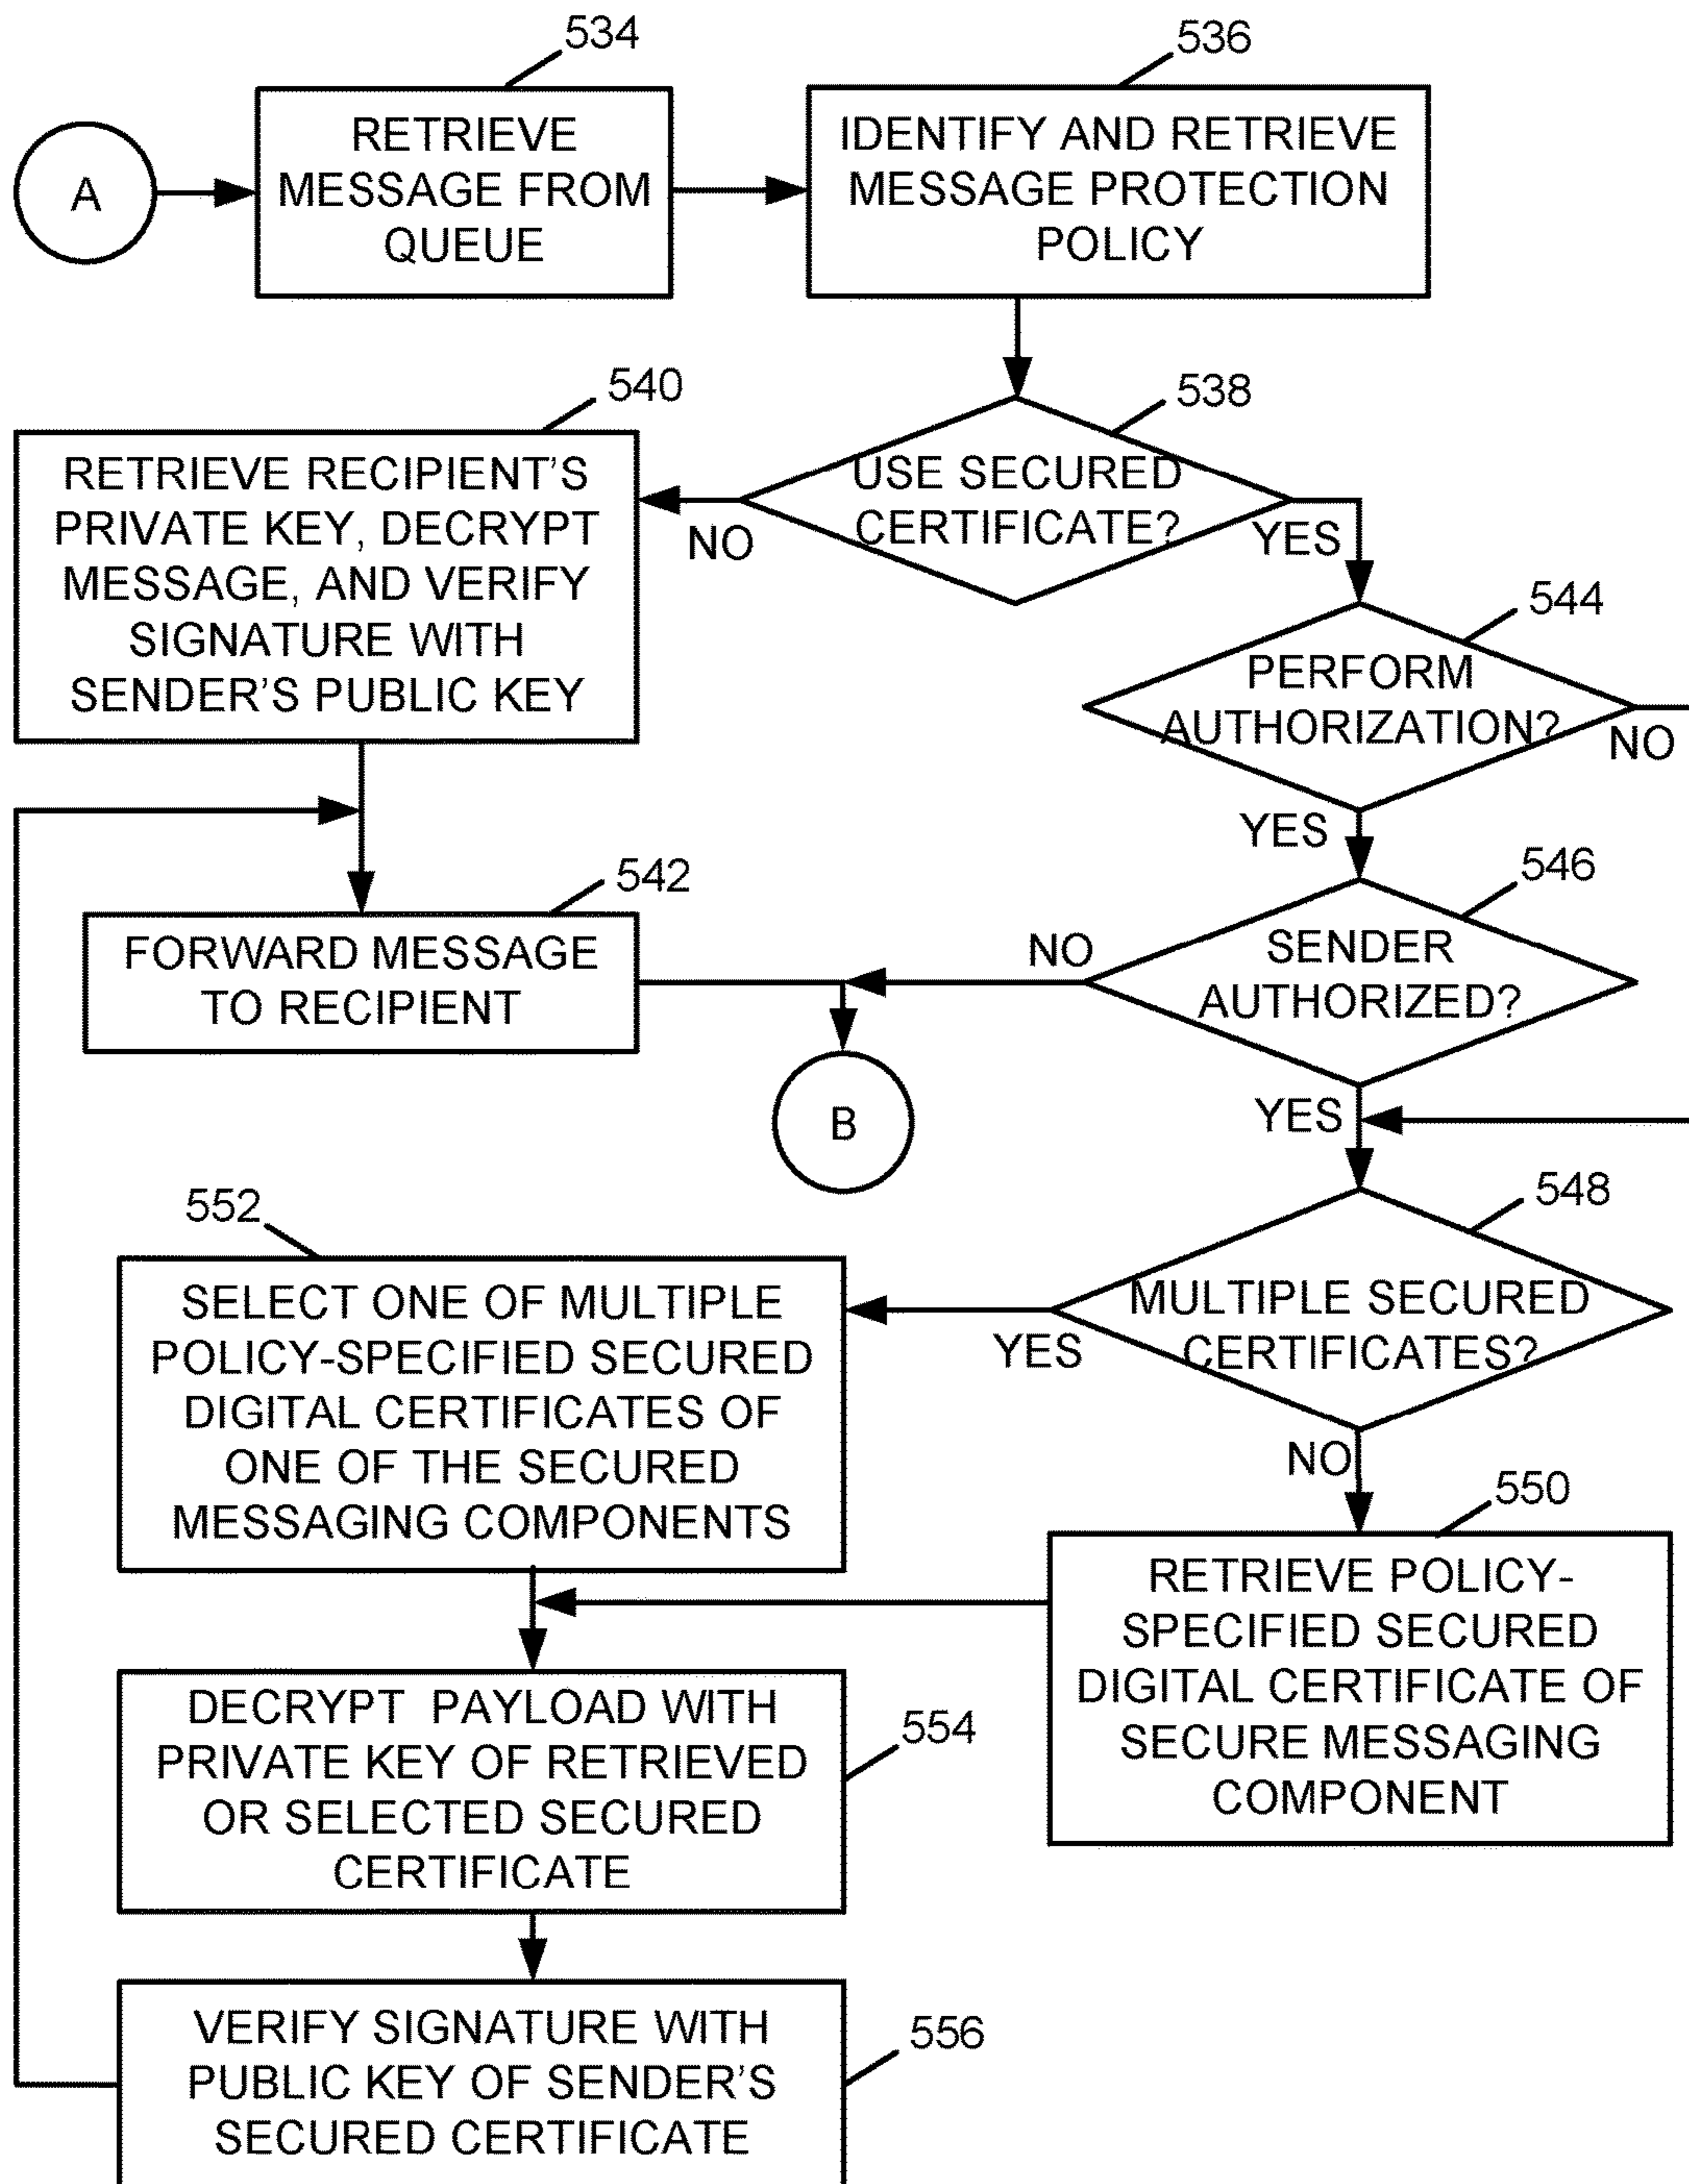 534
536
A
RETRIEVE
MESSAGE FROM
QUEUE
IDENTIFY AND RETRIEVE
MESSAGE PROTECTION
POLICY
540
538
RETRIEVE RECIPIENT'S
PRIVATE KEY, DECRYPT
MESSAGE, AND VERIFY
SIGNATURE WITH
SENDER'S PUBLIC KEY
USE SECURED
CERTIFICATE?
NO
YES
544
PERFORM
AUTHORIZATION?
NO
YES
542
546
FORWARD MESSAGE
TO RECIPIENT
NO
SENDER
AUTHORIZED?
B
YES
552
548
SELECT ONE OF MULTIPLE
POLICY-SPECIFIED SECURED
DIGITAL CERTIFICATES OF
ONE OF THE SECURED
MESSAGING COMPONENTS
MULTIPLE SECURED
CERTIFICATES?
YES
NO
550
RETRIEVE POLICY-
SPECIFIED SECURED
DIGITAL CERTIFICATE OF
SECURE MESSAGING
COMPONENT
DECRYPT PAYLOAD WITH
PRIVATE KEY OF RETRIEVED
OR SELECTED SECURED
CERTIFICATE
554
VERIFY SIGNATURE WITH
PUBLIC KEY OF SENDER'S
SECURED CERTIFICATE
556